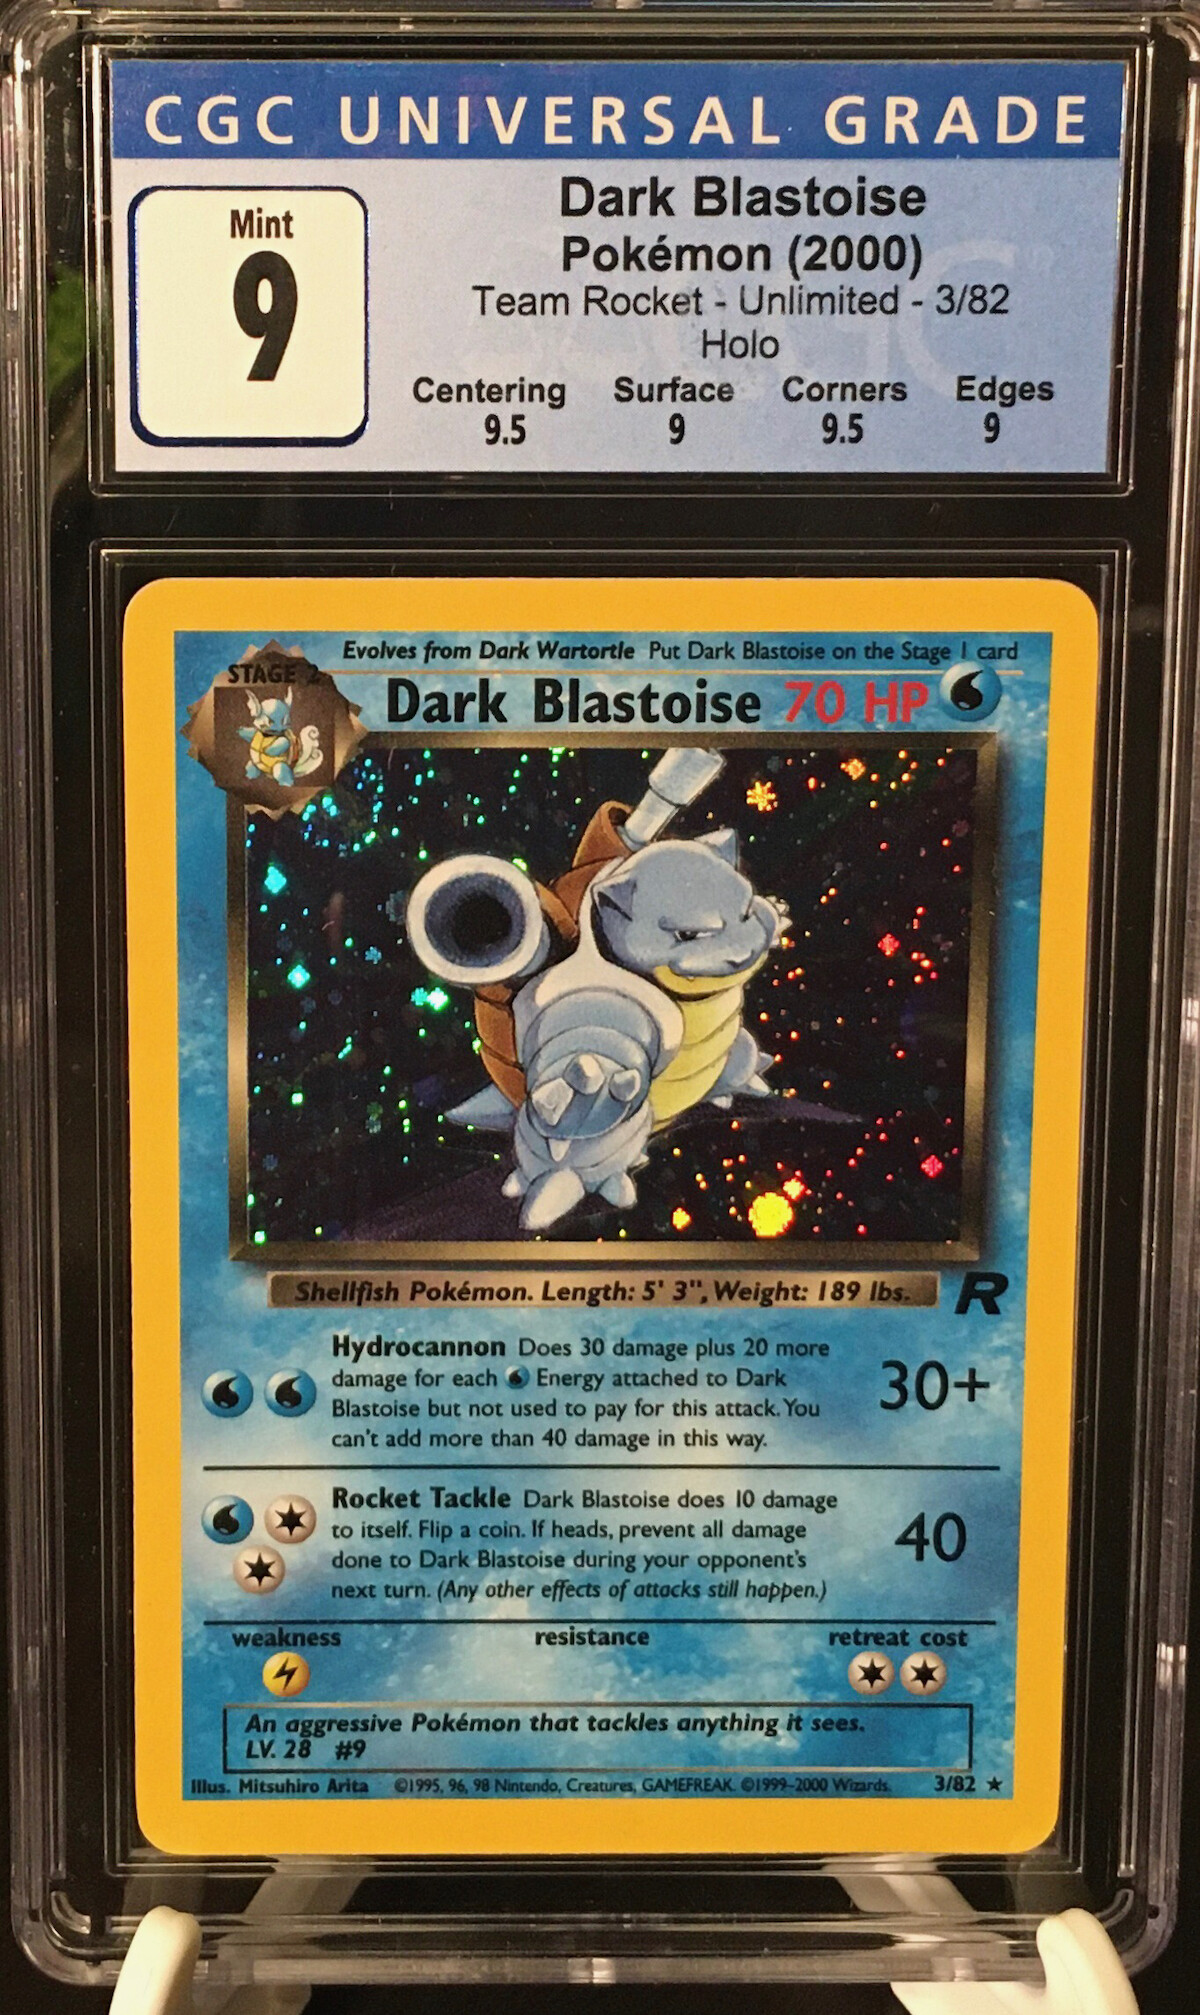 CGC UNIVERSAL GRADE
Mint
9
Dark Blastoise
Pokémon (2000)
Team Rocket - Unlimited - 3/82
Holo
Centering Surface Corners Edges
9.5 9 9.5 9
Evolves from Dark Wartortle Put Dark Blastoise on the Stage 1 card
STAGE 2
Dark Blastoise 70 HP
Shellfish Pokémon. Length: 5' 3", Weight: 189 lbs.
R
Hydrocannon Does 30 damage plus 20 more
damage for each Energy attached to Dark
Blastoise but not used to pay for this attack. You
can't add more than 40 damage in this way.
30+
Rocket Tackle Dark Blastoise does 10 damage
to itself. Flip a coin. If heads, prevent all damage
done to Dark Blastoise during your opponent's
next turn. (Any other effects of attacks still happen.)
40
weakness resistance retreat cost
An aggressive Pokémon that tackles anything it sees.
LV. 28 #9
Illus. Mitsuhiro Arita ©1995, 96, 98 Nintendo, Creatures, GAMEFREAK. ©1999-2000 Wizards. 3/82 ★